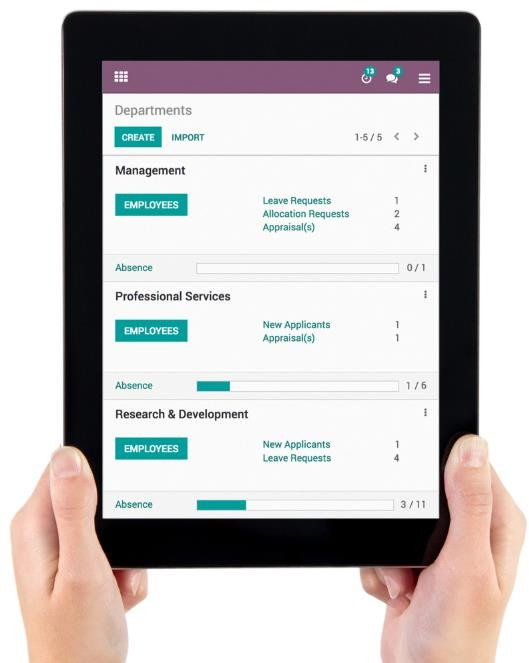 13 3
Departments
CREATE IMPORT 1-5 / 5
Management
EMPLOYEES
Leave Requests 1
Allocation Requests 2
Appraisal(s) 4
Absence 0 / 1
Professional Services
EMPLOYEES
New Applicants 1
Appraisal(s) 1
Absence 1 / 6
Research & Development
EMPLOYEES
New Applicants 1
Leave Requests 4
Absence 3 / 11